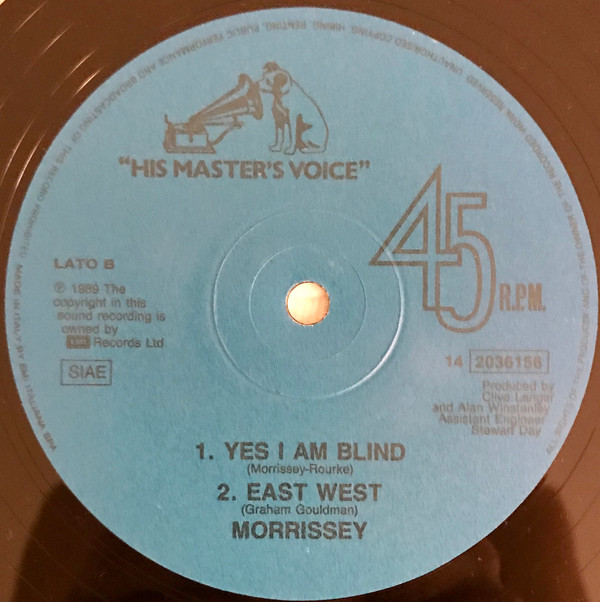 "HIS MASTER'S VOICE"
LATO B
℗ 1989 The
copyright in this
sound recording is
owned by
EMI Records Ltd.
SIAE
45 R.P.M.
14 2036156
Produced by
Clive Langer
and Alan Winstanley
Assistant Engineer
Stewart Day
1. YES I AM BLIND
(Morrissey-Rourke)
2. EAST WEST
(Graham Gouldman)
MORRISSEY
MADE IN ITALY BY EMI ITALIANA SPA